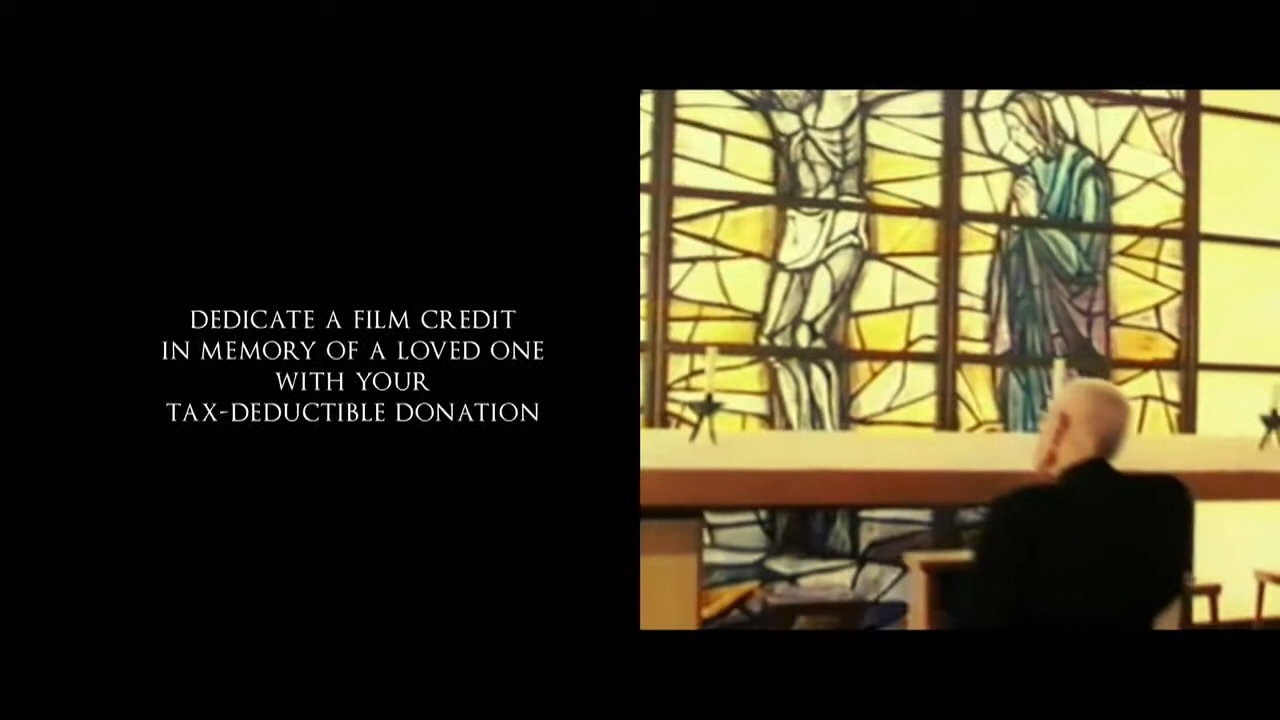 DEDICATE A FILM CREDIT
IN MEMORY OF A LOVED ONE
WITH YOUR
TAX-DEDUCTIBLE DONATION